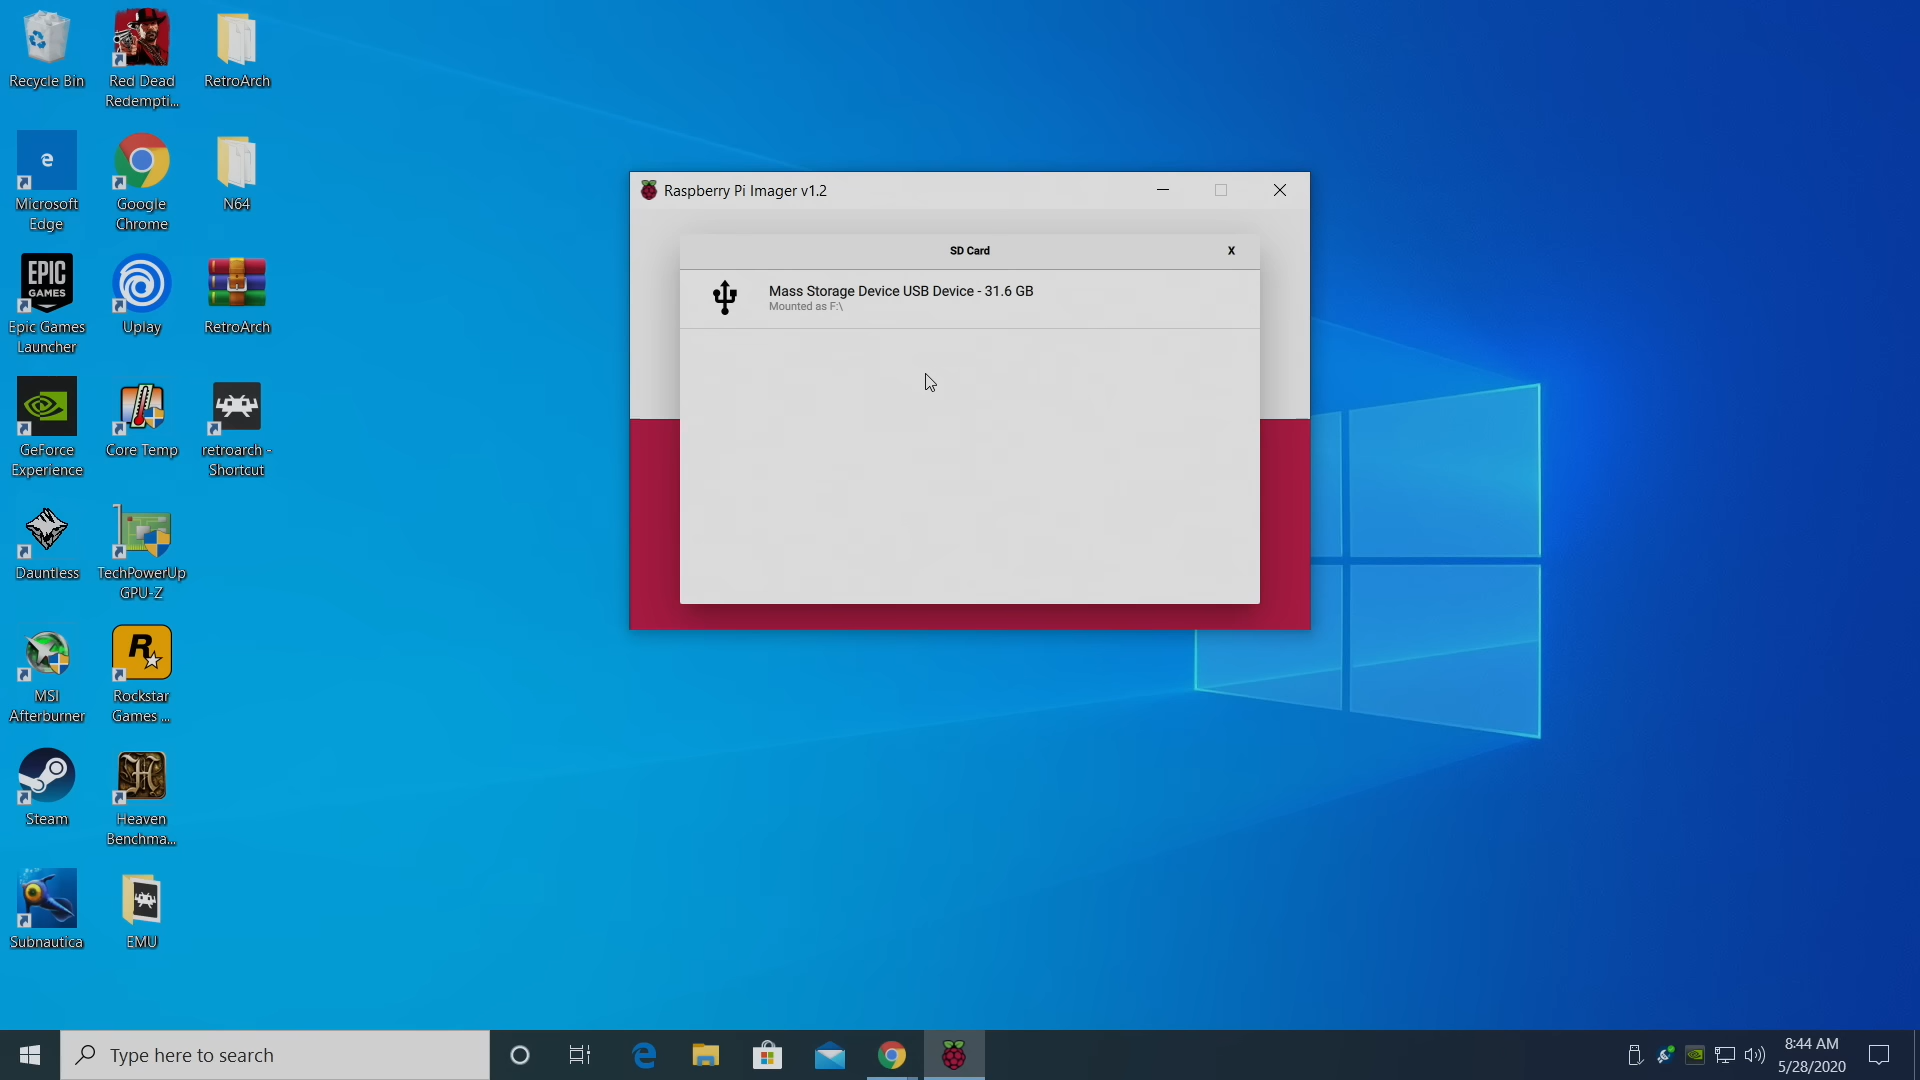 Recycle Bin
Red Dead
Redempti...
RetroArch
Microsoft
Edge
Google
Chrome
N64
EPIC
GAMES
Epic Games
Launcher
Uplay
RetroArch
GeForce
Experience
Core Temp
retroarch -
Shortcut
Dauntless
TechPowerUp
GPU-Z
MSI
Afterburner
R
Rockstar
Games ...
Steam
H
Heaven
Benchma...
Subnautica
EMU
Raspberry Pi Imager v1.2
SD Card
X
Mass Storage Device USB Device - 31.6 GB
Mounted as F:\
Type here to search
8:44 AM
5/28/2020